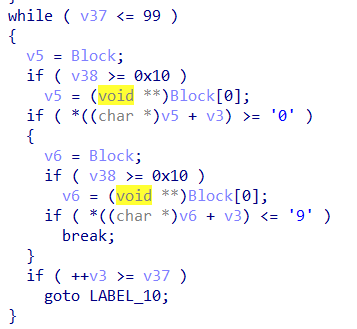 while ( v37 <= 99 )
{
v5 = Block;
if ( v38 >= 0x10 )
v5 = (void **)Block[0];
if ( *((char *)v5 + v3) >= '0' )
{
v6 = Block;
if ( v38 >= 0x10 )
v6 = (void **)Block[0];
if ( *((char *)v6 + v3) <= '9' )
break;
}
if ( ++v3 >= v37 )
goto LABEL_10;
}